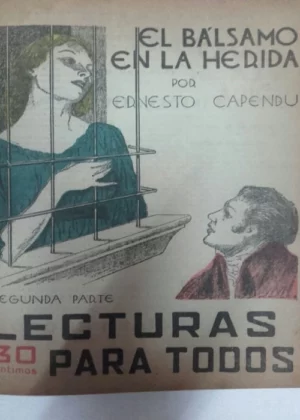 EL BÁLSAMO
EN LA HERIDA
POR
ERNESTO CAPENDU
SEGUNDA PARTE
LECTURAS
30 PARA TODOS
céntimos